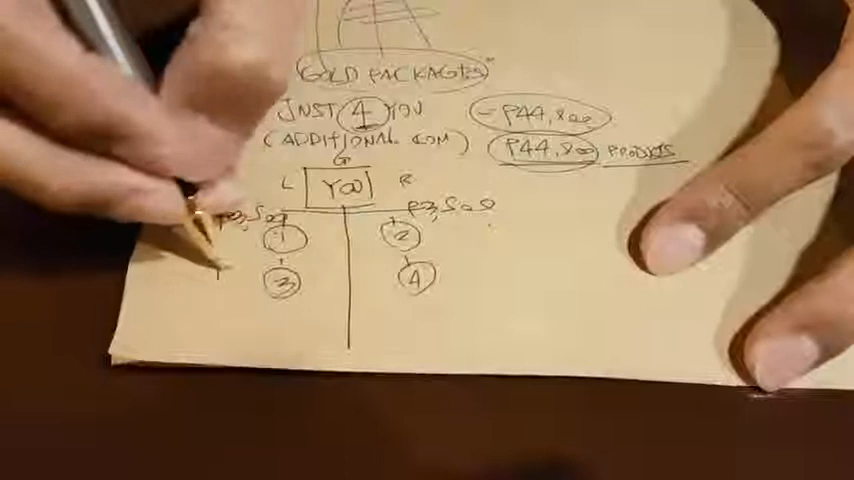 GOLD PACKAGES"
JUST 4 YOU - P44,800
(ADDITIONAL COM) P44,800 PRODUCTS
G
L YOU R
P3,500 P3,500
1 2
3 4